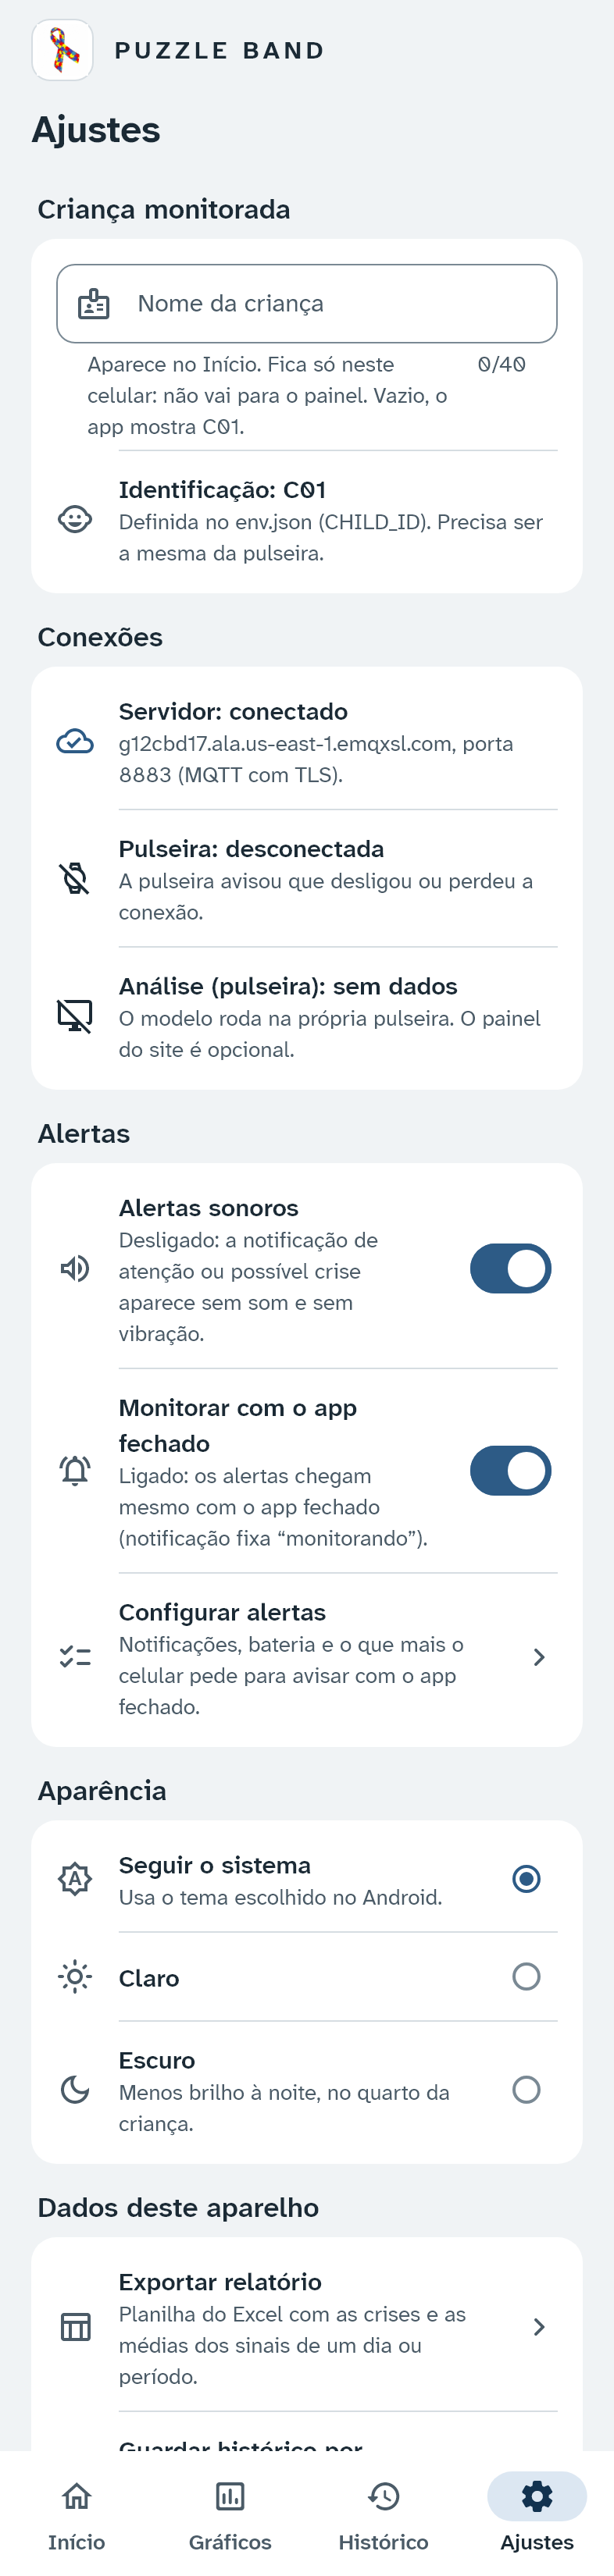 PUZZLE BAND
Ajustes
Criança monitorada
Nome da criança
Aparece no Início. Fica só neste
celular: não vai para o painel. Vazio, o
app mostra C01.
0/40
Identificação: C01
Definida no env.json (CHILD_ID). Precisa ser
a mesma da pulseira.
Conexões
Servidor: conectado
g12cbd17.ala.us-east-1.emqxsl.com, porta
8883 (MQTT com TLS).
Pulseira: desconectada
A pulseira avisou que desligou ou perdeu a
conexão.
Análise (pulseira): sem dados
O modelo roda na própria pulseira. O painel
do site é opcional.
Alertas
Alertas sonoros
Desligado: a notificação de
atenção ou possível crise
aparece sem som e sem
vibração.
Monitorar com o app
fechado
Ligado: os alertas chegam
mesmo com o app fechado
(notificação fixa “monitorando”).
Configurar alertas
Notificações, bateria e o que mais o
celular pede para avisar com o app
fechado.
Aparência
Seguir o sistema
Usa o tema escolhido no Android.
Claro
Escuro
Menos brilho à noite, no quarto da
criança.
Dados deste aparelho
Exportar relatório
Planilha do Excel com as crises e as
médias dos sinais de um dia ou
período.
Guardar histórico por
Início
Gráficos
Histórico
Ajustes